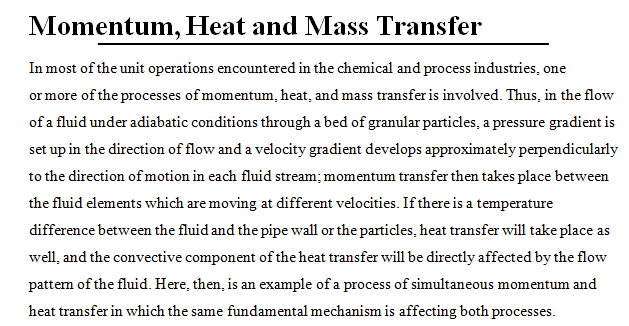 Momentum, Heat and Mass Transfer
In most of the unit operations encountered in the chemical and process industries, one
or more of the processes of momentum, heat, and mass transfer is involved. Thus, in the flow
of a fluid under adiabatic conditions through a bed of granular particles, a pressure gradient is
set up in the direction of flow and a velocity gradient develops approximately perpendicularly
to the direction of motion in each fluid stream; momentum transfer then takes place between
the fluid elements which are moving at different velocities. If there is a temperature
difference between the fluid and the pipe wall or the particles, heat transfer will take place as
well, and the convective component of the heat transfer will be directly affected by the flow
pattern of the fluid. Here, then, is an example of a process of simultaneous momentum and
heat transfer in which the same fundamental mechanism is affecting both processes.